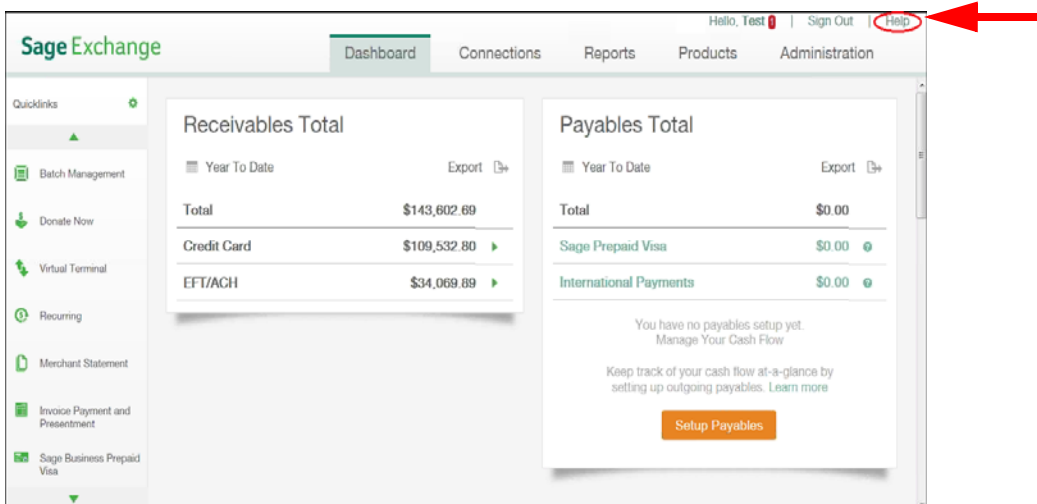 Hello, Test 1 | Sign Out | Help
Sage Exchange
Dashboard Connections Reports Products Administration
Quicklinks
Batch Management
Donate Now
Virtual Terminal
Recurring
Merchant Statement
Invoice Payment and
Presentment
Sage Business Prepaid
Visa
Receivables Total
Year To Date Export
Total $143,602.69
Credit Card $109,532.80
EFT/ACH $34,069.89
Payables Total
Year To Date Export
Total $0.00
Sage Prepaid Visa $0.00
International Payments $0.00
You have no payables setup yet.
Manage Your Cash Flow
Keep track of your cash flow at-a-glance by
setting up outgoing payables. Learn more
Setup Payables